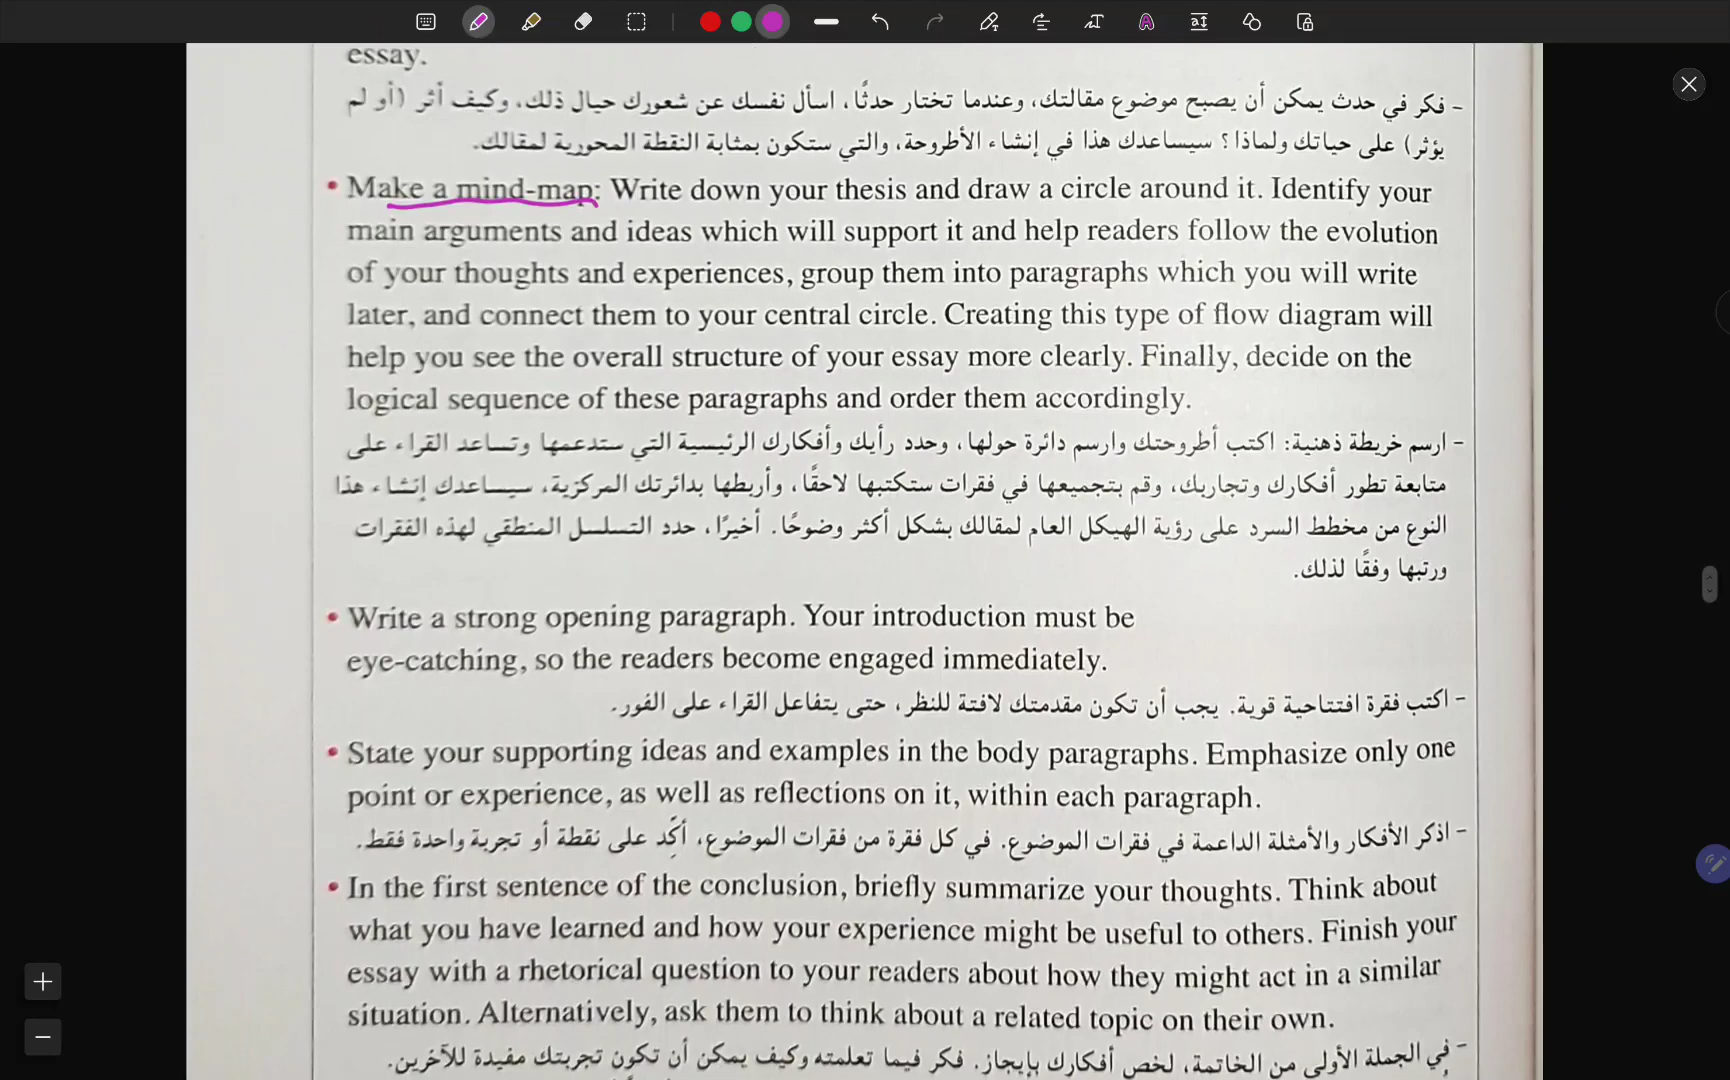 essay.
- فكر في حدث يمكن أن يصبح موضوع مقالتك، وعندما تختار حدثًا، اسأل نفسك عن شعورك حيال ذلك، وكيف أثر (أو لم
يؤثر) على حياتك ولماذا؟ سيساعدك هذا في إنشاء الأطروحة، والتي ستكون بمثابة النقطة المحورية لمقالك.
• Make a mind-map: Write down your thesis and draw a circle around it. Identify your
main arguments and ideas which will support it and help readers follow the evolution
of your thoughts and experiences, group them into paragraphs which you will write
later, and connect them to your central circle. Creating this type of flow diagram will
help you see the overall structure of your essay more clearly. Finally, decide on the
logical sequence of these paragraphs and order them accordingly.
- ارسم خريطة ذهنية: اكتب أطروحتك وارسم دائرة حولها، وحدد رأيك وأفكارك الرئيسية التي ستدعمها وتساعد القراء على
متابعة تطور أفكارك وتجاربك، وقم بتجميعها في فقرات ستكتبها لاحقًا، وأربطها بدائرتك المركزية، سيساعدك إنشاء هذا
النوع من مخطط السرد على رؤية الهيكل العام لمقالك بشكل أكثر وضوحًا. أخيرًا، حدد التسلسل المنطقي لهذه الفقرات
ورتبها وفقًا لذلك.
• Write a strong opening paragraph. Your introduction must be
eye-catching, so the readers become engaged immediately.
- اكتب فقرة افتتاحية قوية. يجب أن تكون مقدمتك لافتة للنظر، حتى يتفاعل القراء على الفور.
• State your supporting ideas and examples in the body paragraphs. Emphasize only one
point or experience, as well as reflections on it, within each paragraph.
- اذكر الأفكار والأمثلة الداعمة في فقرات الموضوع. في كل فقرة من فقرات الموضوع، أكِّد على نقطة أو تجربة واحدة فقط.
• In the first sentence of the conclusion, briefly summarize your thoughts. Think about
what you have learned and how your experience might be useful to others. Finish your
essay with a rhetorical question to your readers about how they might act in a similar
situation. Alternatively, ask them to think about a related topic on their own.
- في الجملة الأولى من الخاتمة، لخص أفكارك بإيجاز. فكر فيما تعلمته وكيف يمكن أن تكون تجربتك مفيدة للآخرين.